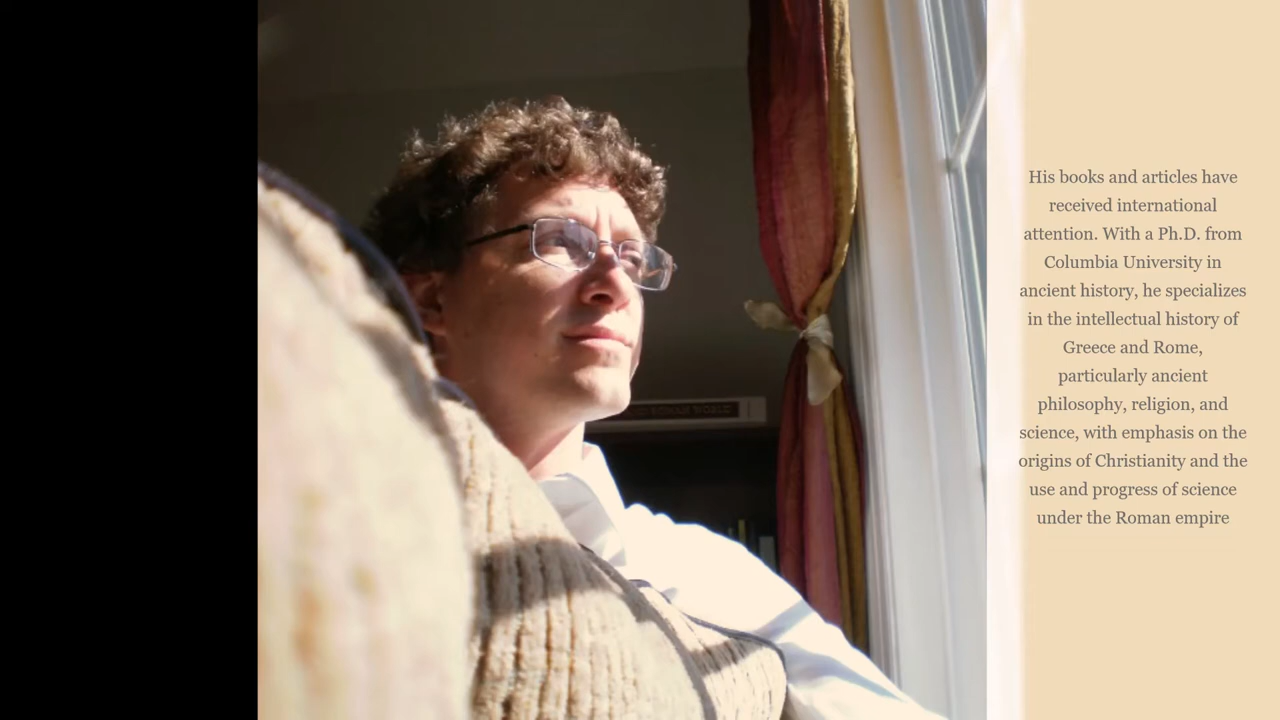 ROMAN WORLD
His books and articles have
received international
attention. With a Ph.D. from
Columbia University in
ancient history, he specializes
in the intellectual history of
Greece and Rome,
particularly ancient
philosophy, religion, and
science, with emphasis on the
origins of Christianity and the
use and progress of science
under the Roman empire